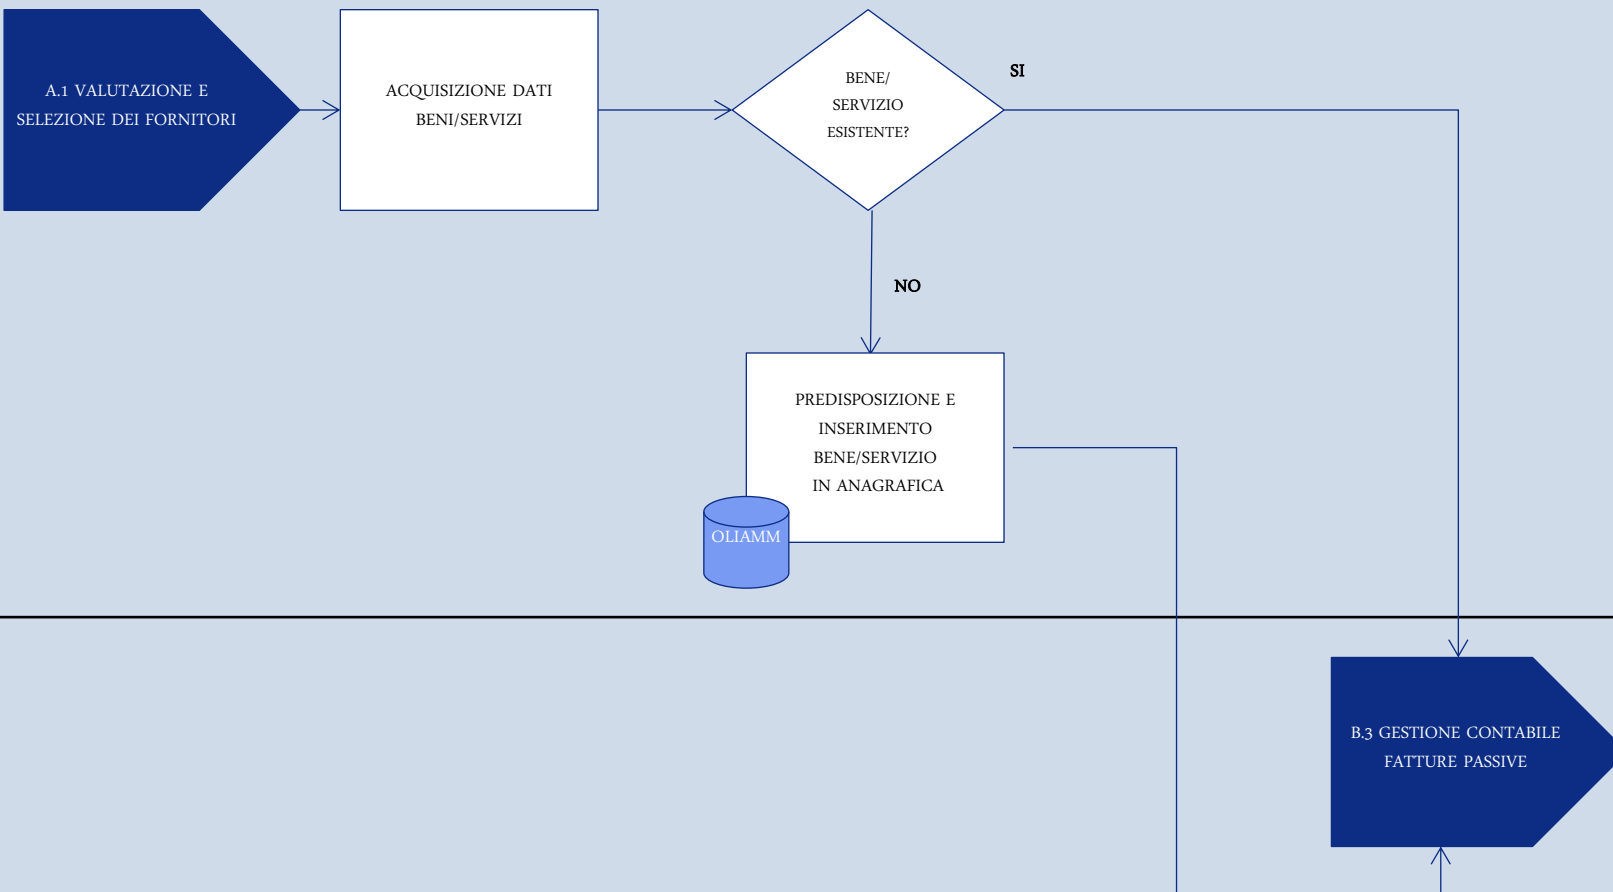 A.1 VALUTAZIONE E
SELEZIONE DEI FORNITORI
ACQUISIZIONE DATI
BENI/SERVIZI
BENE/
SERVIZIO
ESISTENTE?
SI
NO
PREDISPOSIZIONE E
INSERIMENTO
BENE/SERVIZIO
IN ANAGRAFICA
OLIAMM
B.3 GESTIONE CONTABILE
FATTURE PASSIVE